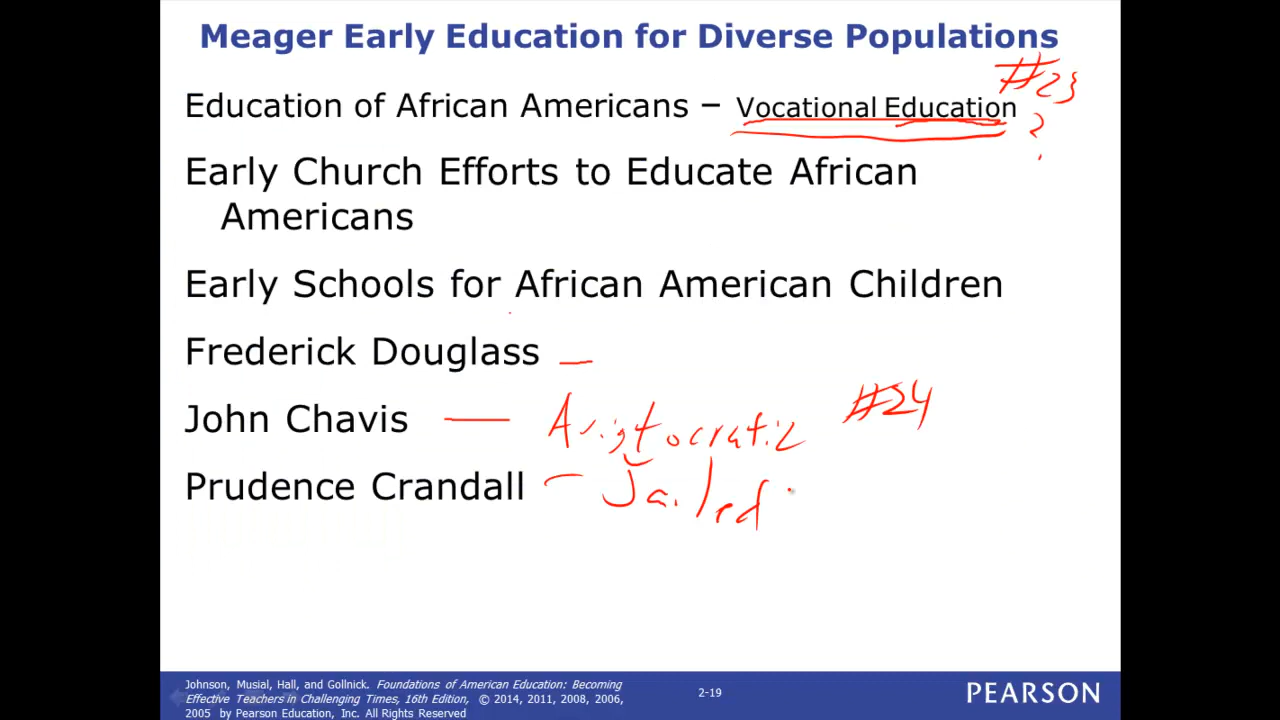 Meager Early Education for Diverse Populations
#23
Education of African Americans – Vocational Education
?
Early Church Efforts to Educate African
Americans
Early Schools for African American Children
Frederick Douglass —
John Chavis — Aristocratic #24
Prudence Crandall – Jailed
Johnson, Musial, Hall, and Gollnick. Foundations of American Education: Becoming
Effective Teachers in Challenging Times, 16th Edition, © 2014, 2011, 2008, 2006,
2005 by Pearson Education, Inc. All Rights Reserved
2-19
PEARSON